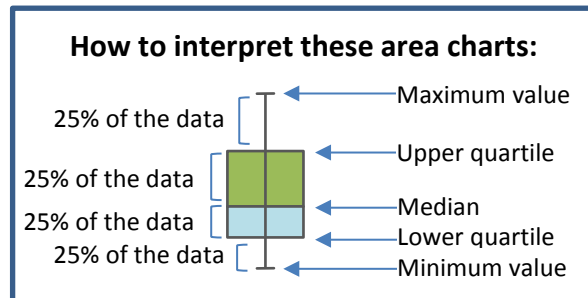 How to interpret these area charts:
Maximum value
25% of the data
Upper quartile
25% of the data
Median
25% of the data
Lower quartile
25% of the data
Minimum value